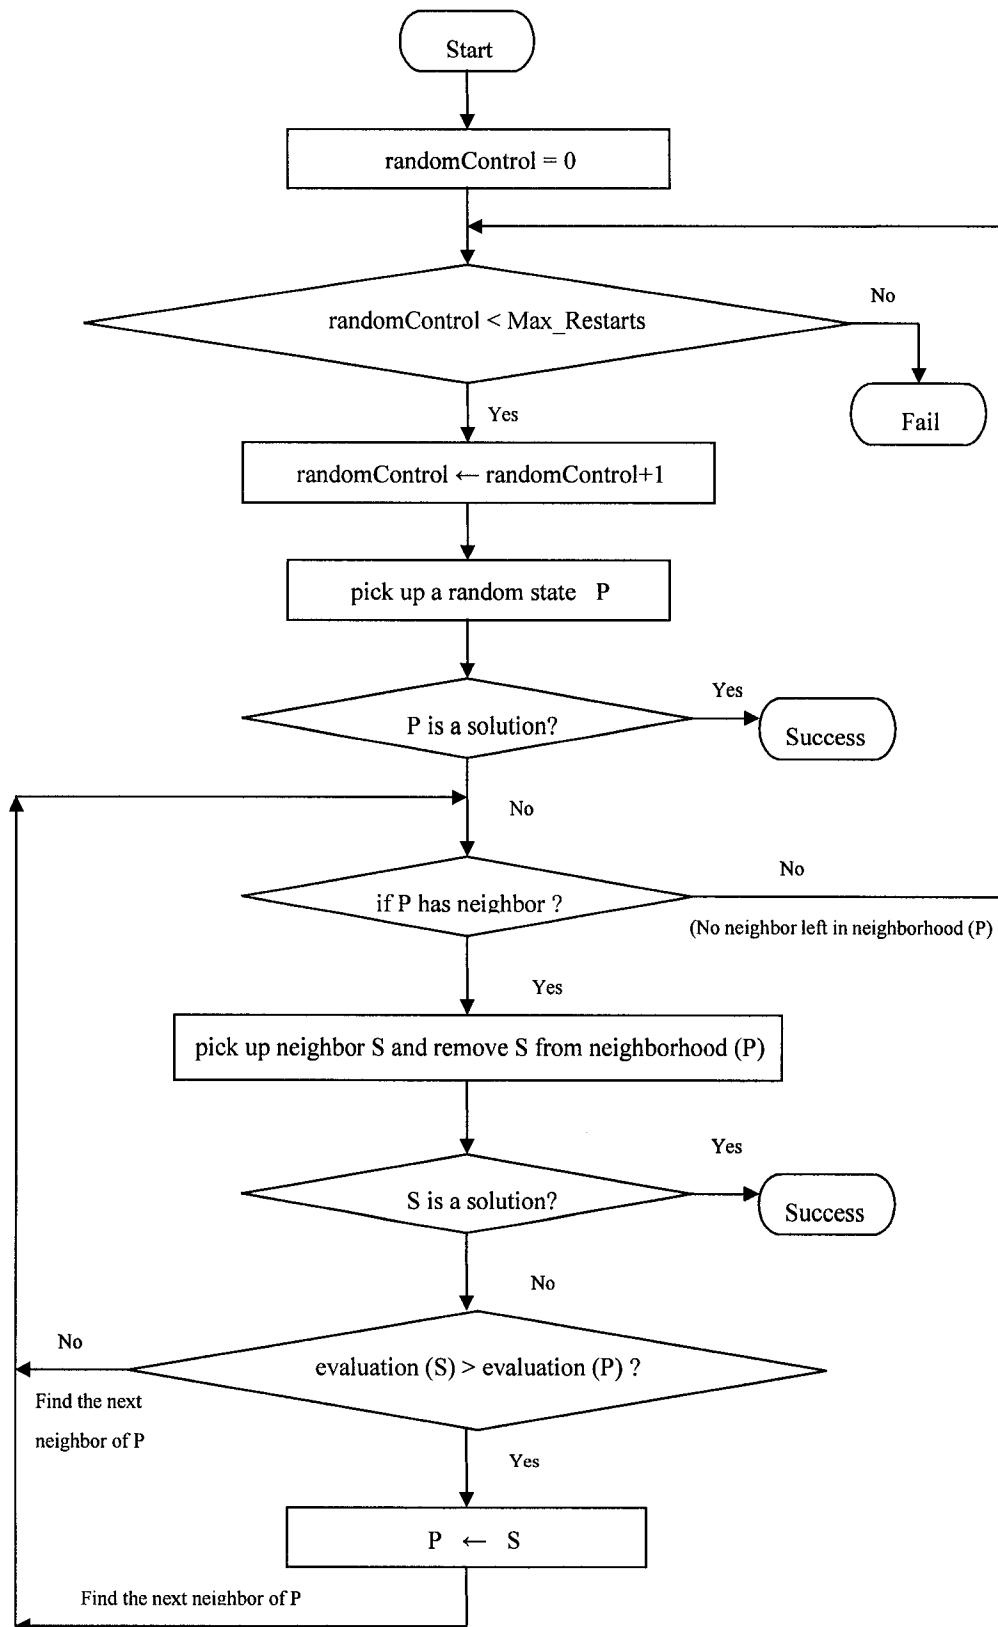 Start
randomControl = 0
randomControl < Max_Restarts
No
Fail
Yes
randomControl ← randomControl+1
pick up a random state P
P is a solution?
Yes
Success
No
if P has neighbor ?
No
(No neighbor left in neighborhood (P)
Yes
pick up neighbor S and remove S from neighborhood (P)
S is a solution?
Yes
Success
No
evaluation (S) > evaluation (P) ?
No
Find the next
neighbor of P
Yes
P ← S
Find the next neighbor of P